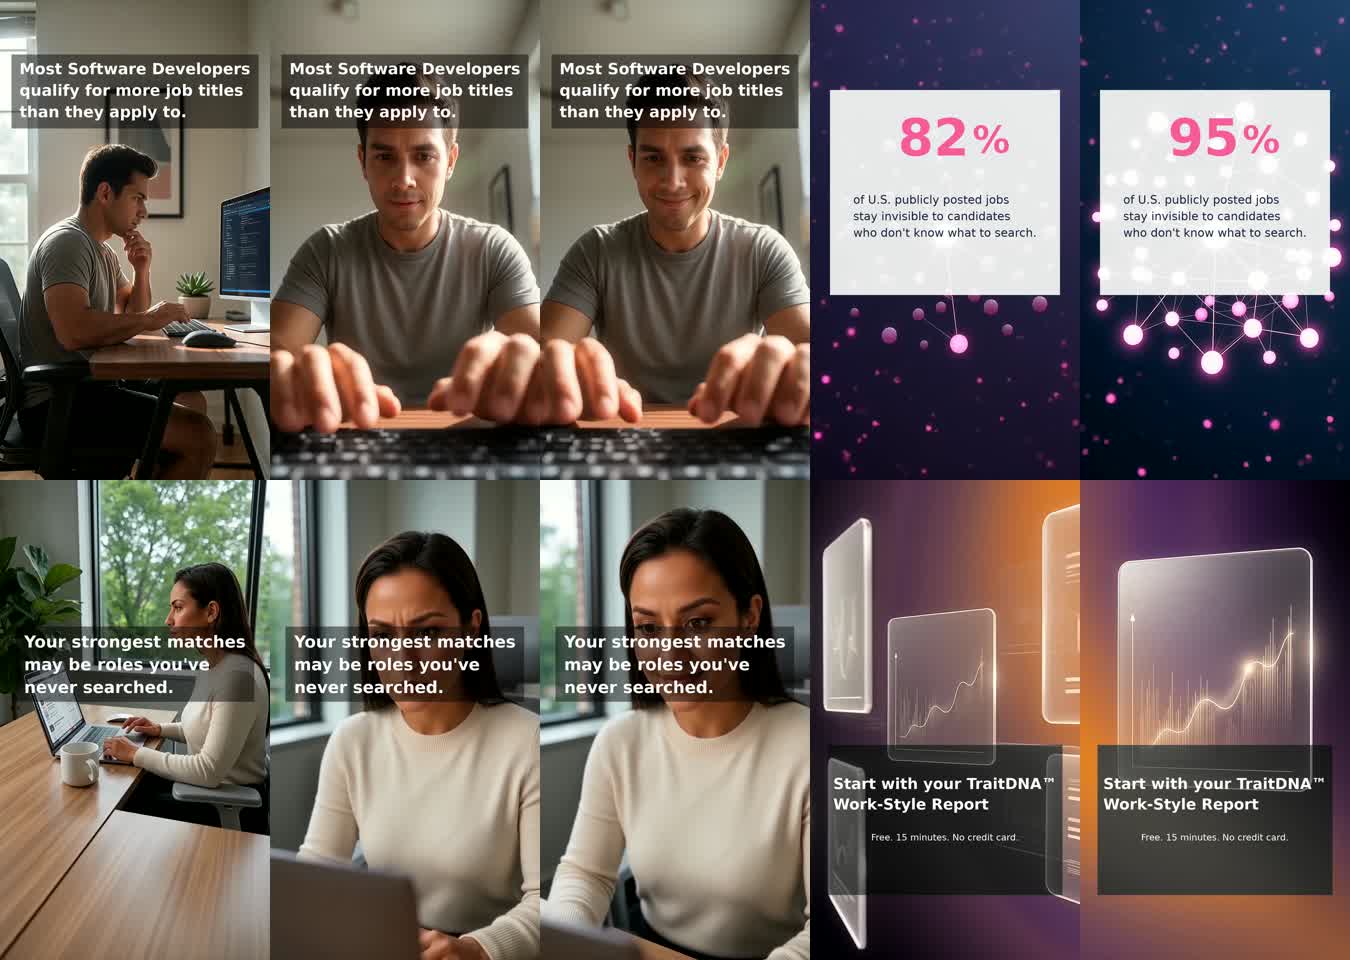 Most Software Developers
qualify for more job titles
than they apply to.
Most Software Developers
qualify for more job titles
than they apply to.
Most Software Developers
qualify for more job titles
than they apply to.
82%
of U.S. publicly posted jobs
stay invisible to candidates
who don't know what to search.
95%
of U.S. publicly posted jobs
stay invisible to candidates
who don't know what to search.
Your strongest matches
may be roles you've
never searched.
Your strongest matches
may be roles you've
never searched.
Your strongest matches
may be roles you've
never searched.
Start with your TraitDNA™
Work-Style Report
Free. 15 minutes. No credit card.
Start with your TraitDNA™
Work-Style Report
Free. 15 minutes. No credit card.